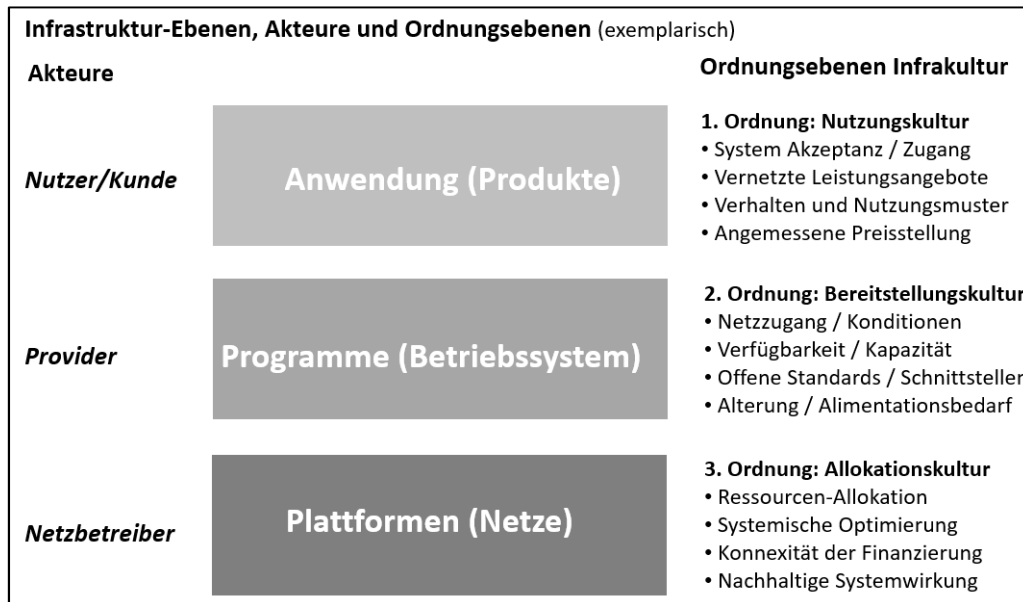 Infrastruktur-Ebenen, Akteure und Ordnungsebenen (exemplarisch)
Akteure
Ordnungsebenen Infrakultur
Nutzer/Kunde
Anwendung (Produkte)
1. Ordnung: Nutzungskultur
• System Akzeptanz / Zugang
• Vernetzte Leistungsangebote
• Verhalten und Nutzungsmuster
• Angemessene Preisstellung
Provider
Programme (Betriebssystem)
2. Ordnung: Bereitstellungskultur
• Netzzugang / Konditionen
• Verfügbarkeit / Kapazität
• Offene Standards / Schnittstellen
• Alterung / Alimentationsbedarf
Netzbetreiber
Plattformen (Netze)
3. Ordnung: Allokationskultur
• Ressourcen-Allokation
• Systemische Optimierung
• Konnexität der Finanzierung
• Nachhaltige Systemwirkung